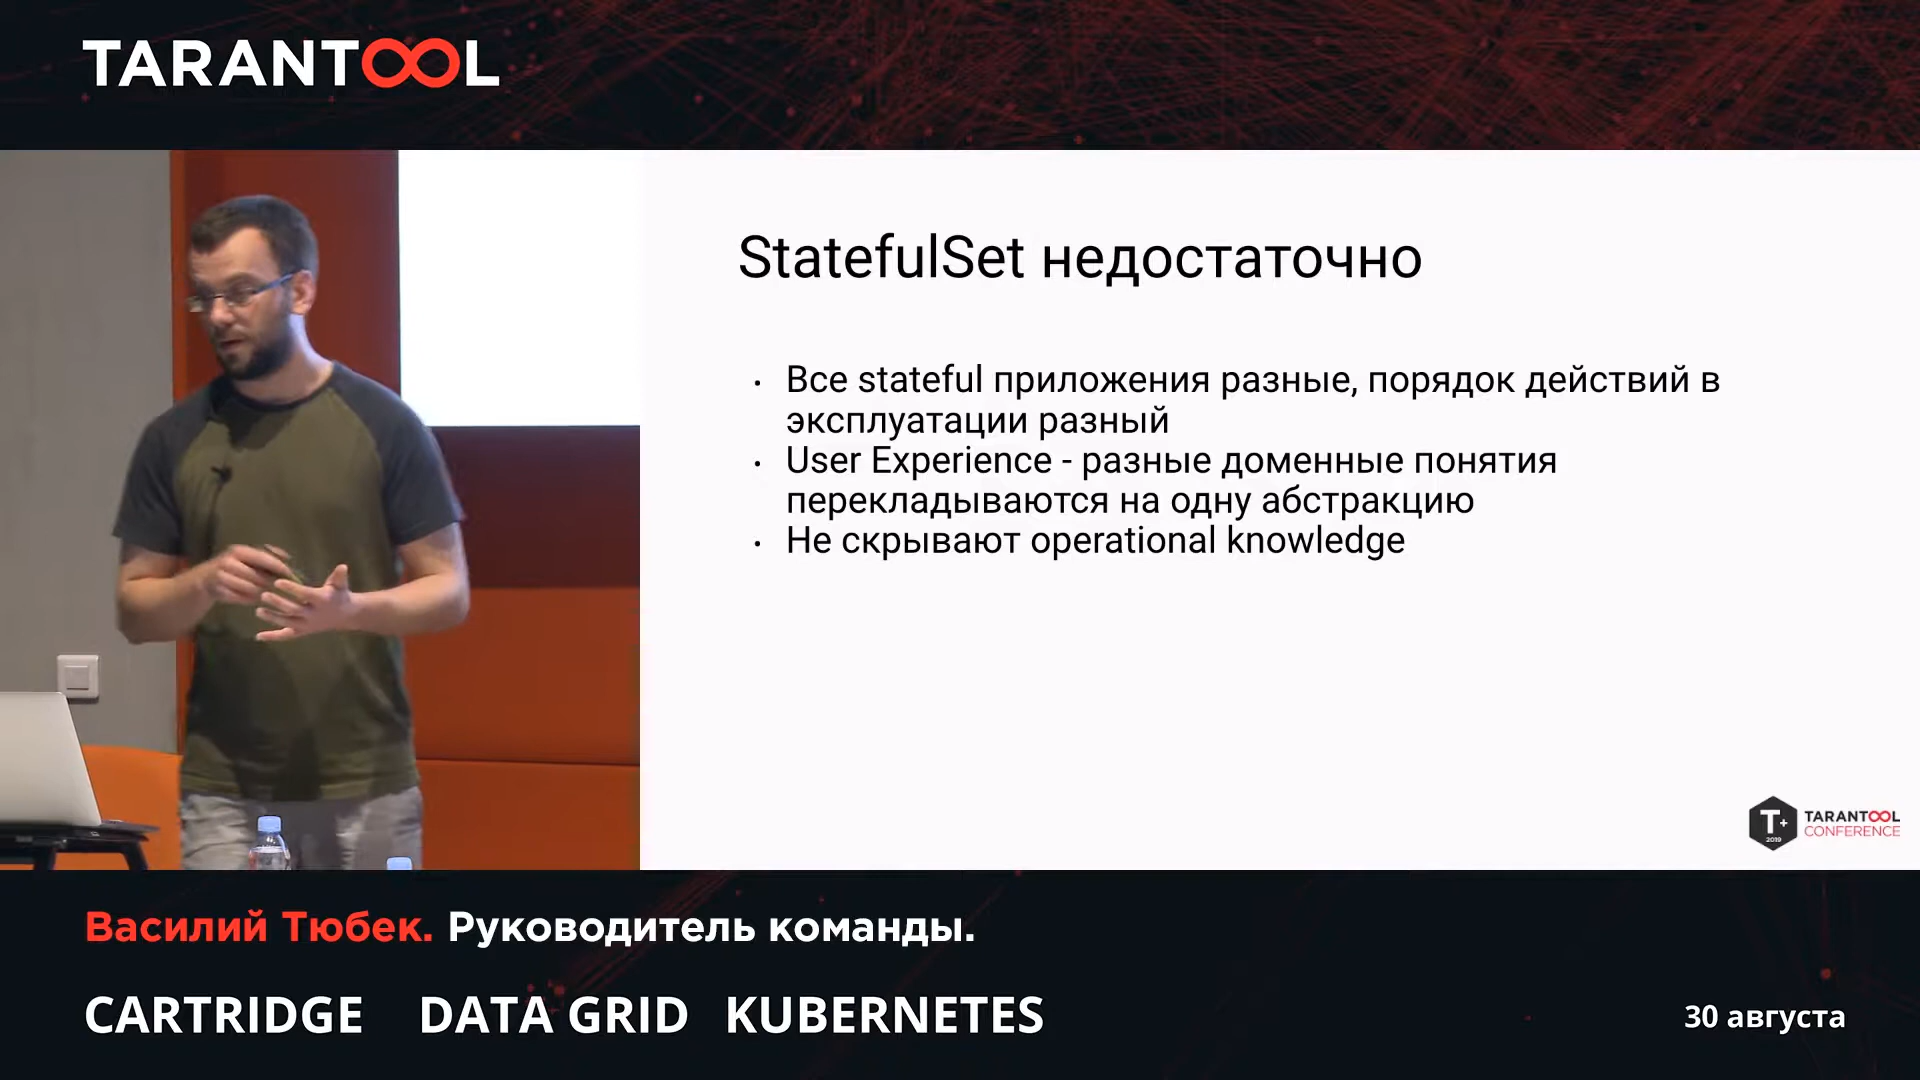 TARANTOOL
StatefulSet недостаточно
· Все stateful приложения разные, порядок действий в
эксплуатации разный
· User Experience - разные доменные понятия
перекладываются на одну абстракцию
· Не скрывают operational knowledge
T+
2019
TARANTOOL
CONFERENCE
Василий Тюбек. Руководитель команды.
CARTRIDGE DATA GRID KUBERNETES
30 августа